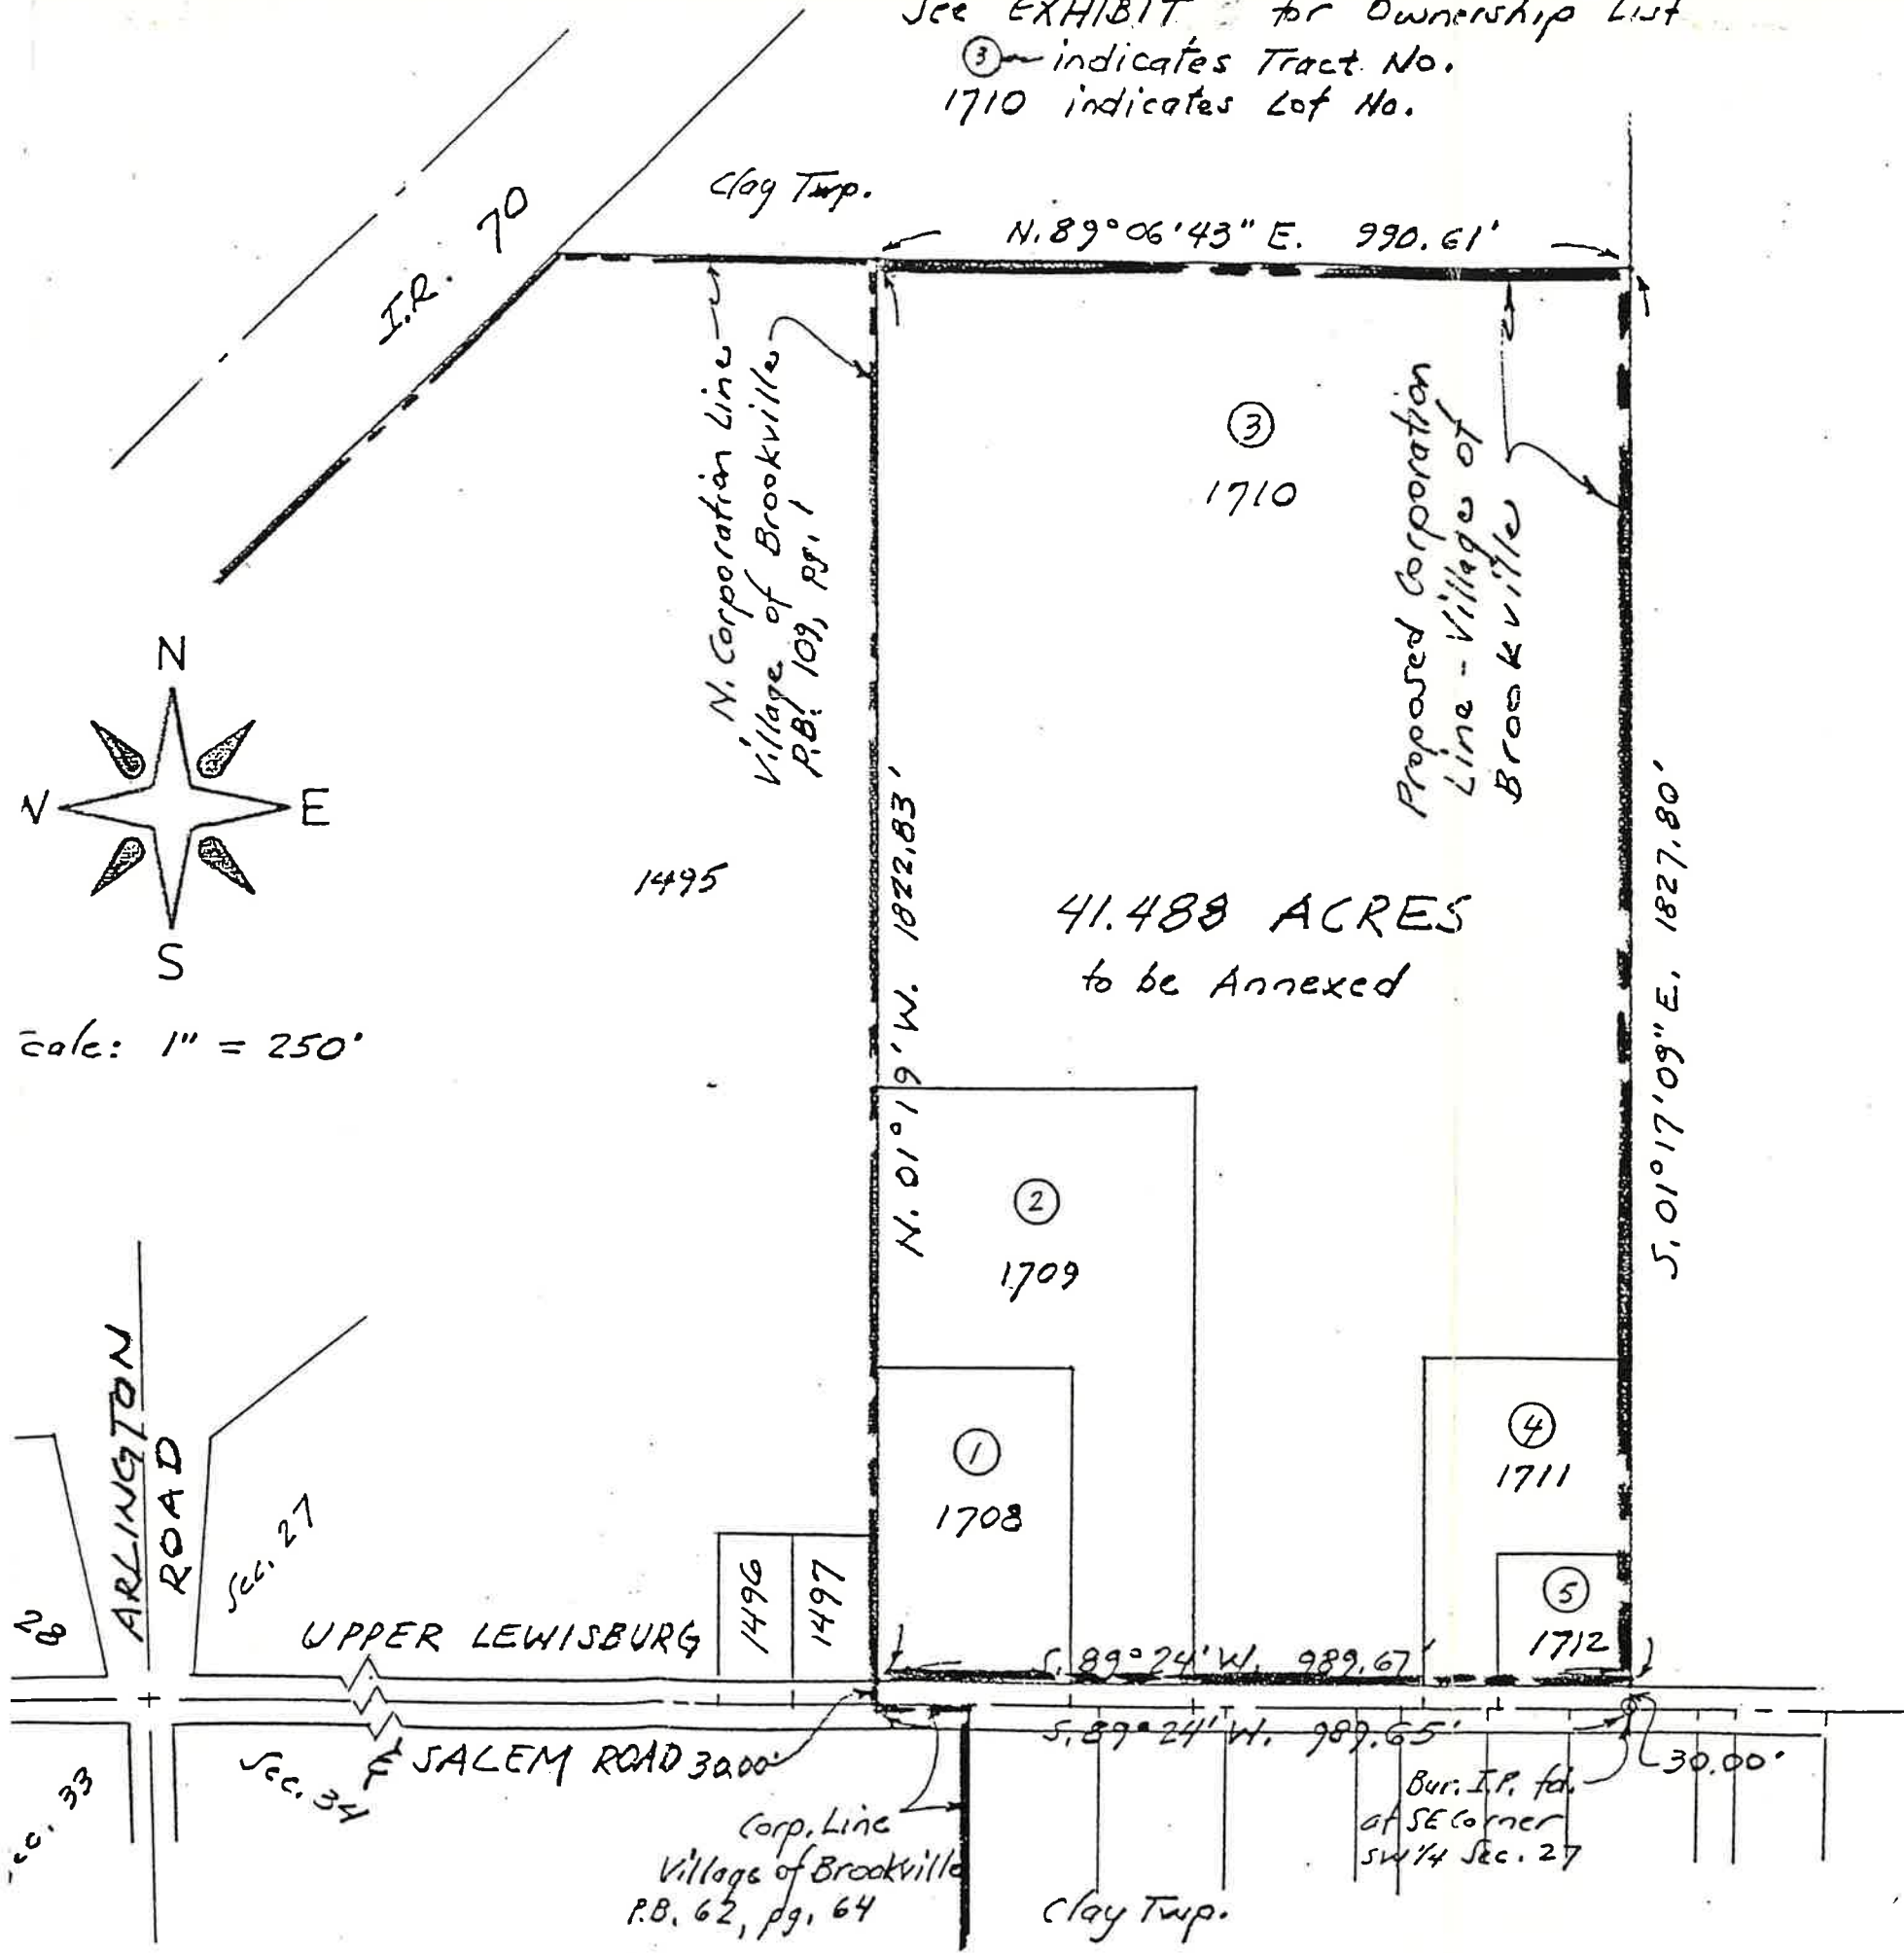 See EXHIBIT for Ownership List
③ indicates Tract No.
1710 indicates Lot No.
Clay Twp.
N. 89° 06' 43" E. 990.61'
I.R. 70
N. Corporation Line
Village of Brookville
P.B. 109, pg. 1
③
1710
Proposed Corporation
Line - Village of
Brookville
N
E
S
1495
N. 01° 19' W. 1822.83'
S. 01° 17' 09" E. 1827.80'
41.488 ACRES
to be Annexed
cale: 1" = 250'
②
1709
①
1708
④
1711
⑤
1712
ARLINGTON
ROAD
Sec. 27
28
1496
1497
UPPER LEWISBURG
S. 89° 24' W. 989.67'
S. 89° 24' W. 989.65'
SALEM ROAD
30.00'
30.00'
Sec. 34
ec. 33
Corp. Line
Village of Brookville
P.B. 62, pg. 64
Bur. I.P. fd.
at SE Corner
SW 1/4 Sec. 27
Clay Twp.